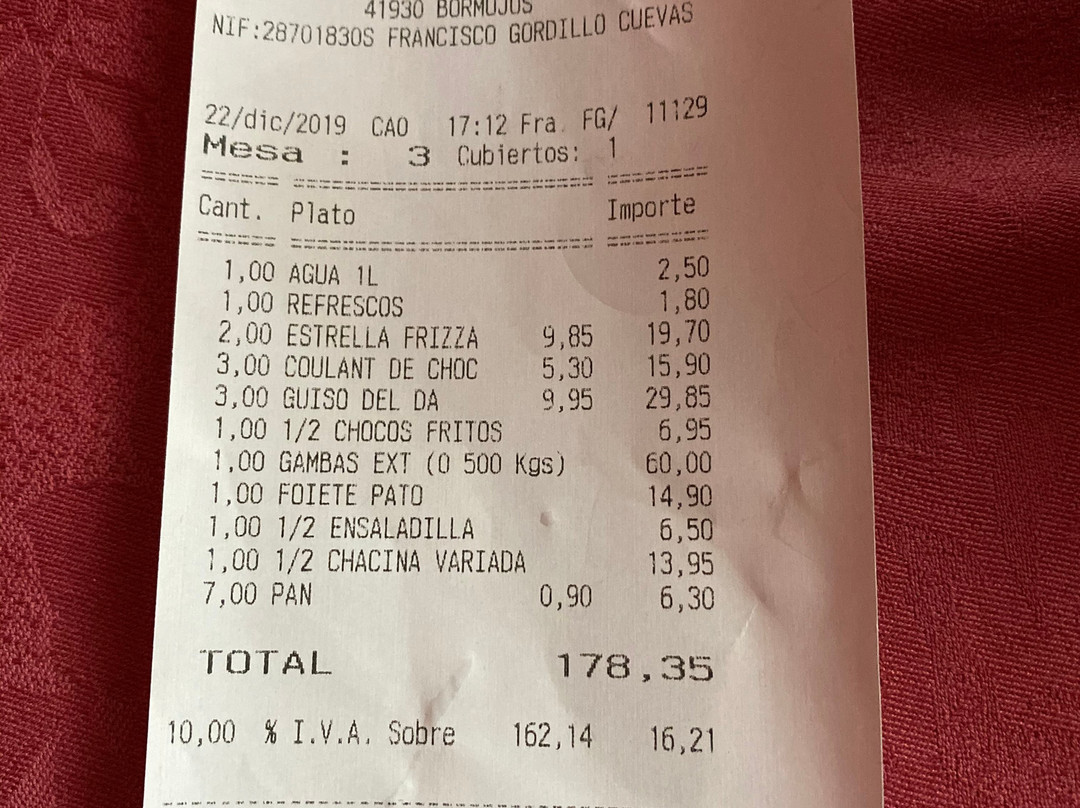 41930 BORMUJOS
NIF:28701830S FRANCISCO GORDILLO CUEVAS
22/dic/2019 CAO 17:12 Fra. FG/ 11129
Mesa : 3 Cubiertos: 1
Cant. Plato Importe
1,00 AGUA 1L 2,50
1,00 REFRESCOS 1,80
2,00 ESTRELLA FRIZZA 9,85 19,70
3,00 COULANT DE CHOC 5,30 15,90
3,00 GUISO DEL DA 9,95 29,85
1,00 1/2 CHOCOS FRITOS 6,95
1,00 GAMBAS EXT (0 500 Kgs) 60,00
1,00 FOIETE PATO 14,90
1,00 1/2 ENSALADILLA 6,50
1,00 1/2 CHACINA VARIADA 13,95
7,00 PAN 0,90 6,30
TOTAL 178,35
10,00 % I.V.A. Sobre 162,14 16,21